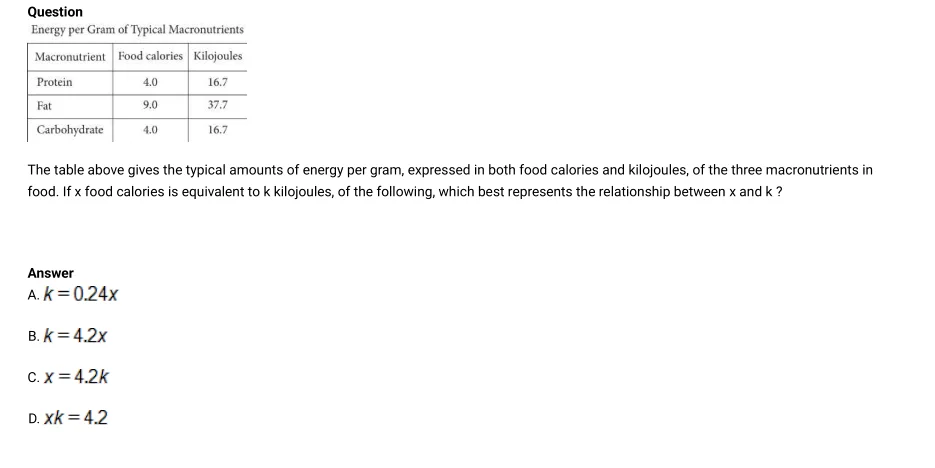 Question
Energy per Gram of Typical Macronutrients
Macronutrient Food calories Kilojoules
Protein 4.0 16.7
Fat 9.0 37.7
Carbohydrate 4.0 16.7
The table above gives the typical amounts of energy per gram, expressed in both food calories and kilojoules, of the three macronutrients in
food. If x food calories is equivalent to k kilojoules, of the following, which best represents the relationship between x and k ?
Answer
A. k = 0.24x
B. k = 4.2x
C. x = 4.2k
D. xk = 4.2